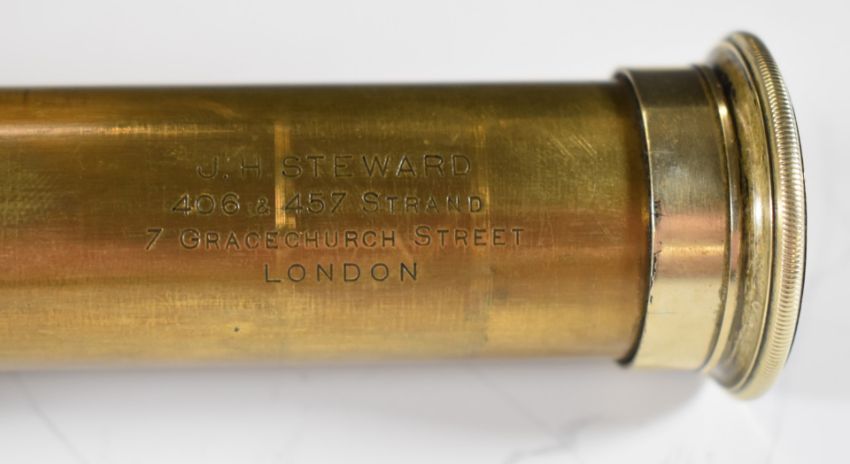 J.H STEWARD
406 & 457 STRAND
7 GRACECHURCH STREET
LONDON